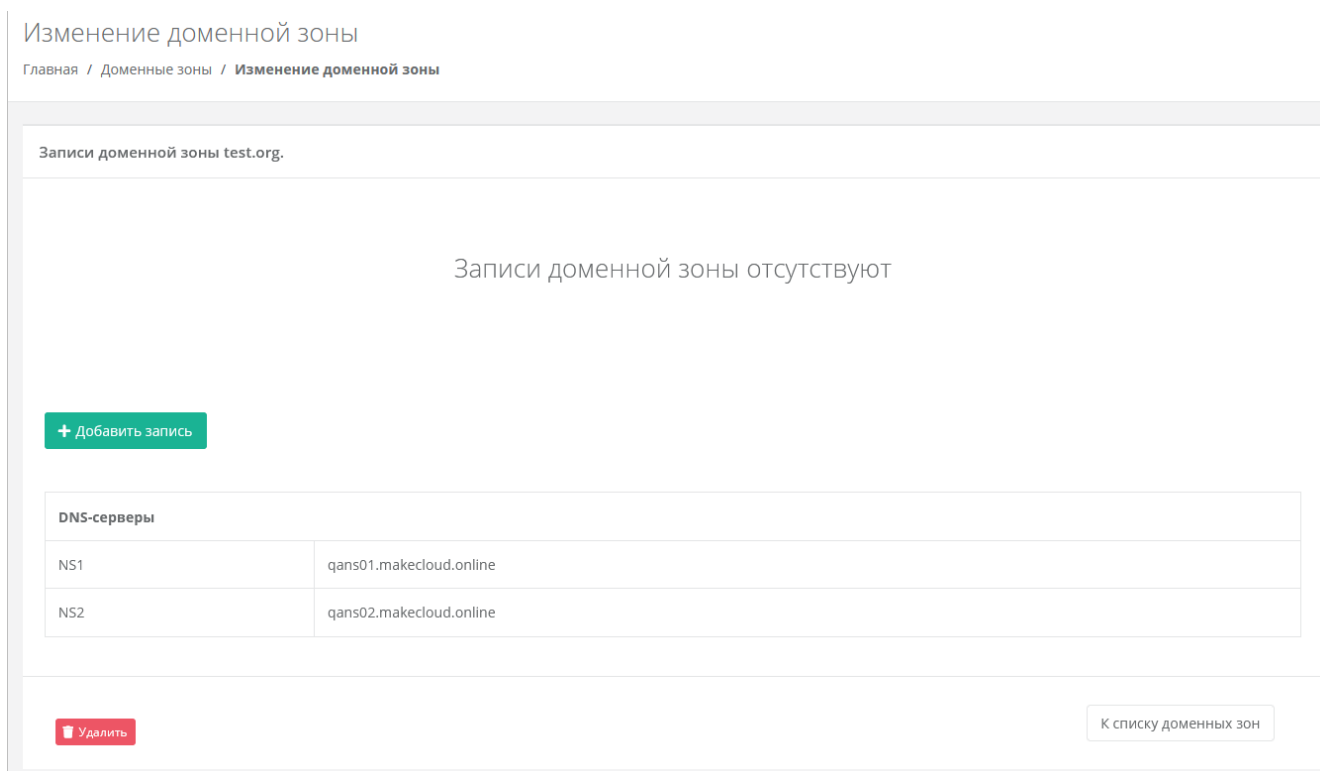 Изменение доменной зоны
Главная / Доменные зоны / Изменение доменной зоны
Записи доменной зоны test.org.
Записи доменной зоны отсутствуют
Добавить запись
DNS-серверы
NS1 qans01.makecloud.online
NS2 qans02.makecloud.online
Удалить К списку доменных зон